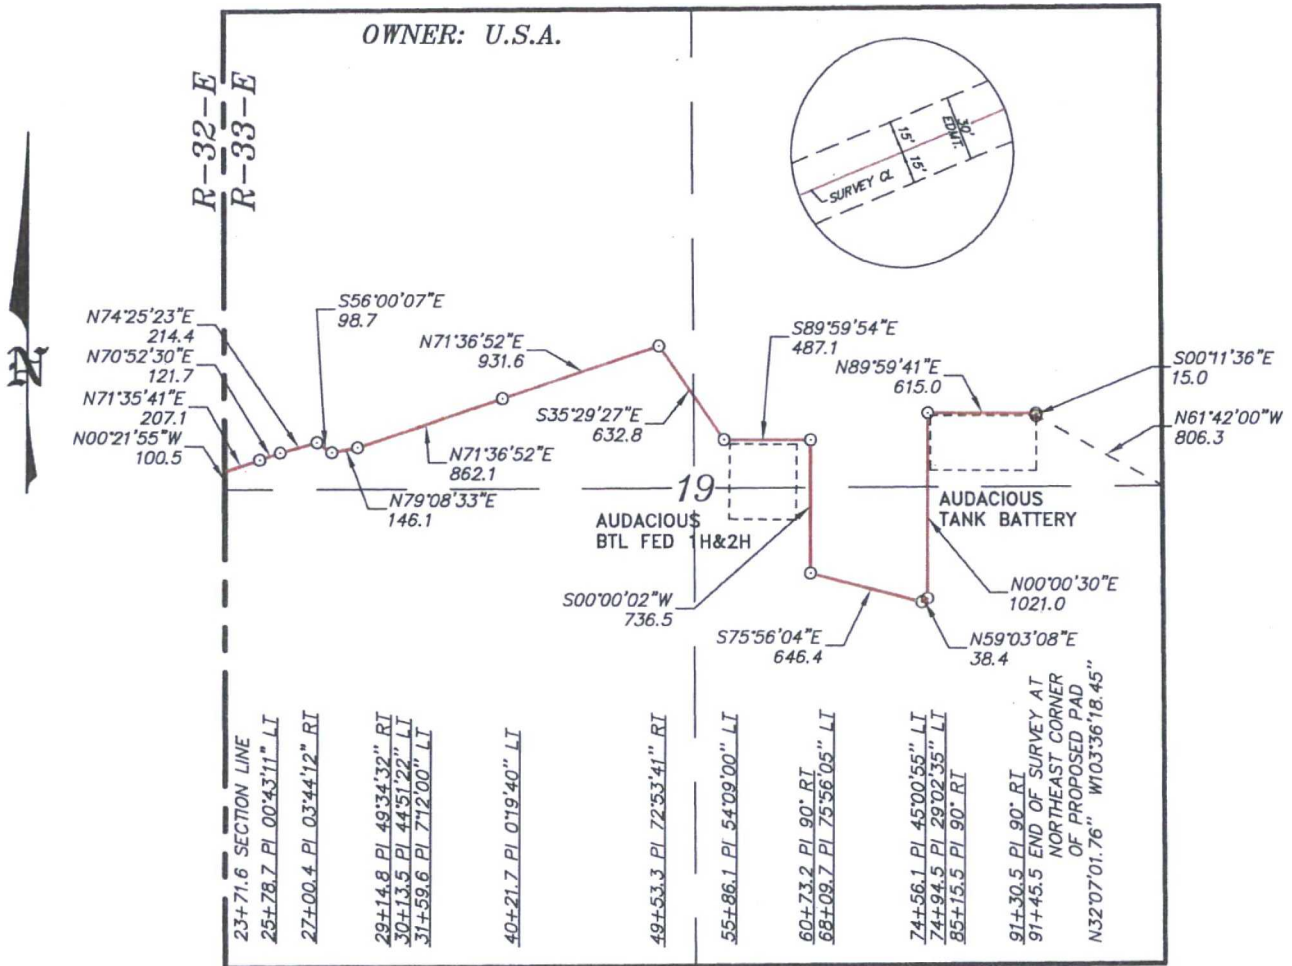 OWNER: U.S.A.
R-32-E
R-33-E
15' 15'
30'
EDMT.
SURVEY CL
N74°25'23"E
214.4
N70°52'30"E
121.7
N71°35'41"E
207.1
N00°21'55"W
100.5
S56°00'07"E
98.7
N71°36'52"E
931.6
S35°29'27"E
632.8
N71°36'52"E
862.1
N79°08'33"E
146.1
S89°59'54"E
487.1
N89°59'41"E
615.0
S00°11'36"E
15.0
N61°42'00"W
806.3
19
AUDACIOUS
BTL FED 1H&2H
AUDACIOUS
TANK BATTERY
S00°00'02"W
736.5
S75°56'04"E
646.4
N00°00'30"E
1021.0
N59°03'08"E
38.4
23+71.6 SECTION LINE
25+78.7 PI 00°43'11" LT
27+00.4 PI 03°44'12" RT
29+14.8 PI 49°34'32" RT
30+13.5 PI 44°51'22" LT
31+59.6 PI 7°12'00" LT
40+21.7 PI 0°19'40" LT
49+53.3 PI 72°53'41" RT
55+86.1 PI 54°09'00" LT
60+73.2 PI 90° RT
68+09.7 PI 75°56'05" LT
74+56.1 PI 45°00'55" LT
74+94.5 PI 29°02'35" LT
85+15.5 PI 90° RT
91+30.5 PI 90° RT
91+45.5 END OF SURVEY AT
NORTHEAST CORNER
OF PROPOSED PAD
N32°07'01.76" W103°36'18.45"